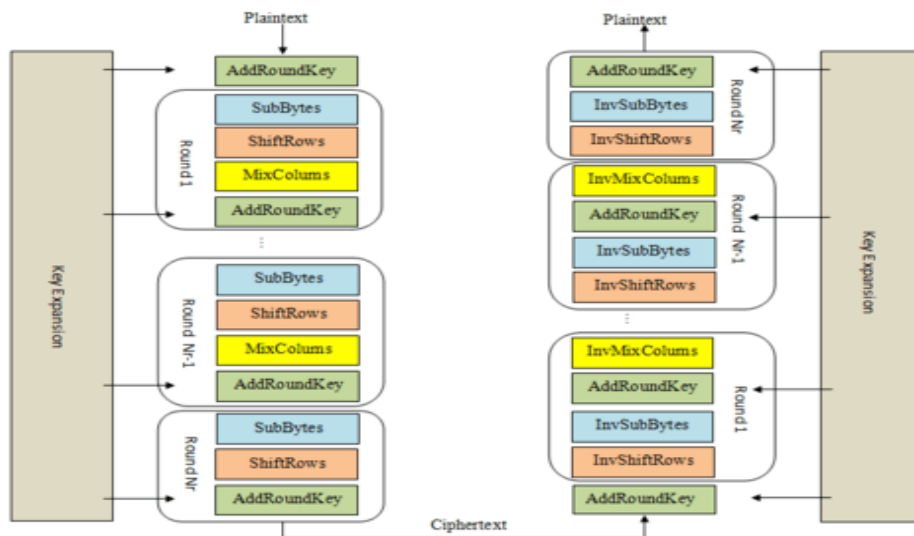 Plaintext
Key Expansion
AddRoundKey
Round 1
SubBytes
ShiftRows
MixColums
AddRoundKey
...
Round Nr-1
SubBytes
ShiftRows
MixColums
AddRoundKey
Round Nr
SubBytes
ShiftRows
AddRoundKey
Ciphertext
Plaintext
AddRoundKey
InvSubBytes
InvShiftRows
Round Nr
InvMixColums
AddRoundKey
InvSubBytes
InvShiftRows
Round Nr-1
...
InvMixColums
AddRoundKey
InvSubBytes
InvShiftRows
Round 1
AddRoundKey
Key Expansion